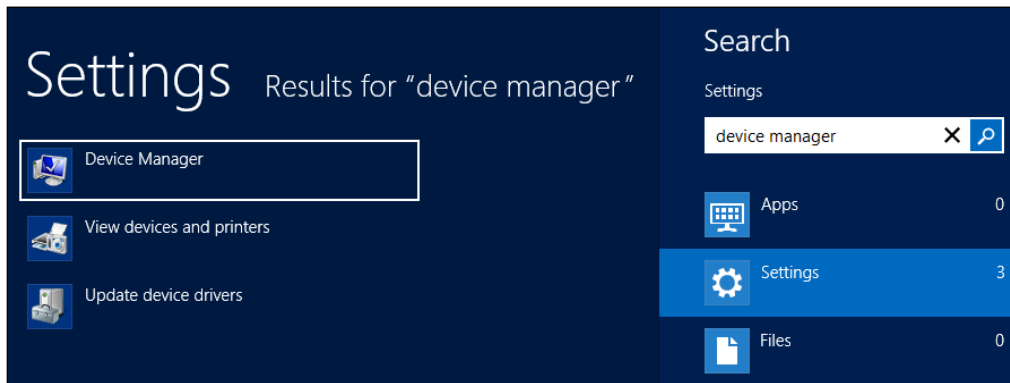 Settings Results for “device manager”
Device Manager
View devices and printers
Update device drivers
Search
Settings
device manager
Apps 0
Settings 3
Files 0